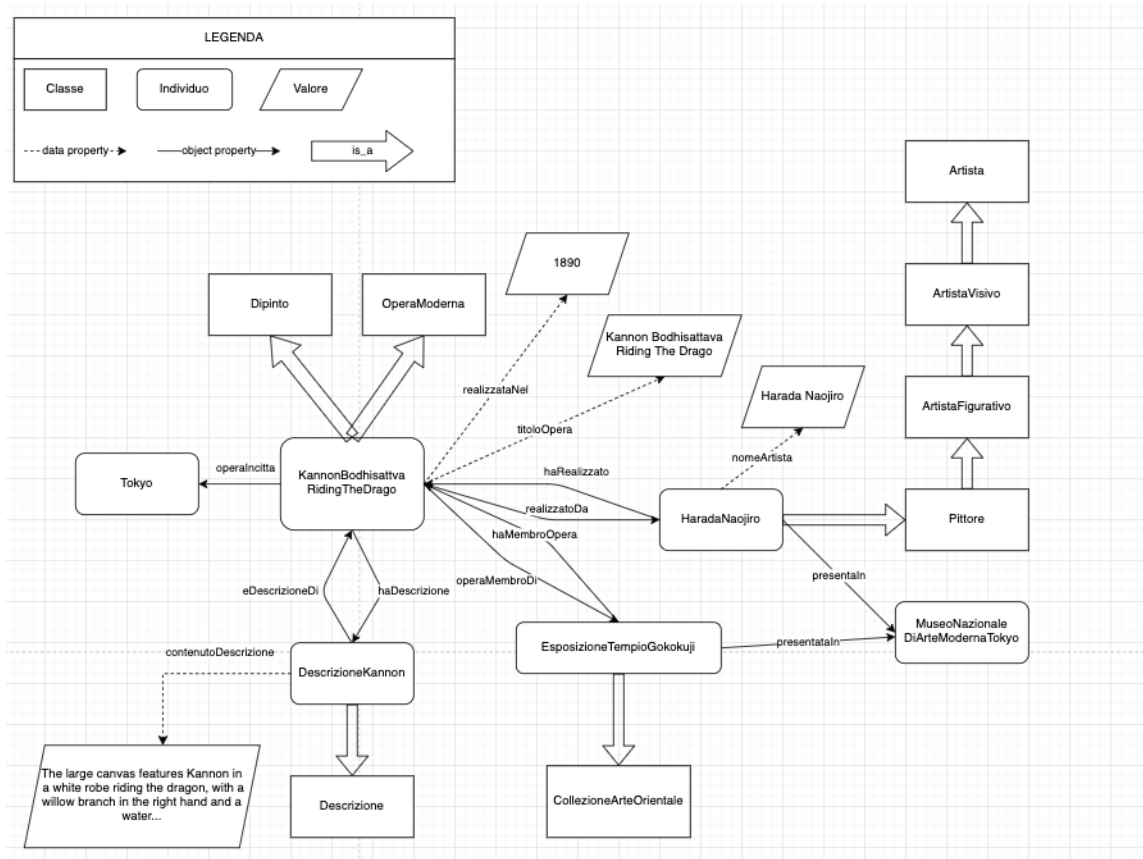 LEGENDA
Classe
Individuo
Valore
data property
object property
is_a
Artista
1890
ArtistaVisivo
Dipinto
OperaModerna
Kannon Bodhisattava
Riding The Drago
realizzataNel
Harada Naojiro
ArtistaFigurativo
titoloOpera
nomeArtista
operaIncitta
haRealizzato
Tokyo
KannonBodhisattva
RidingTheDrago
realizzatoDa
HaradaNaojiro
Pittore
haMembroOpera
operaMembroDi
presentaIn
eDescrizioneDi
haDescrizione
MuseoNazionale
DiArteModernaTokyo
contenutoDescrizione
EsposizioneTempioGokokuji
presentataIn
DescrizioneKannon
The large canvas features Kannon in
a white robe riding the dragon, with a
willow branch in the right hand and a
water...
Descrizione
CollezioneArteOrientale